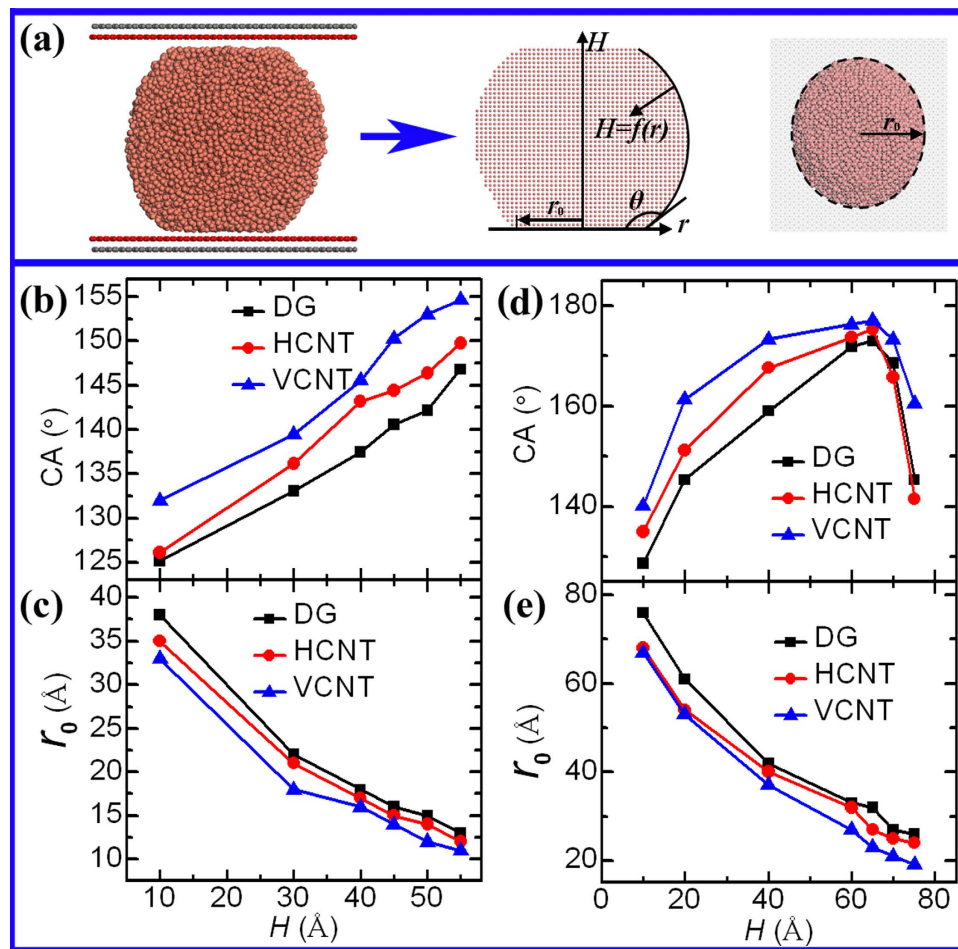 (a)
H
H=f(r)
r₀
θ
r
r₀
(b)
155
150
145
140
135
130
125
CA (°)
DG
HCNT
VCNT
(d)
180
160
140
CA (°)
DG
HCNT
VCNT
(c)
40
35
30
25
20
15
10
r₀ (Å)
DG
HCNT
VCNT
10 20 30 40 50
H (Å)
(e)
80
60
40
20
r₀ (Å)
DG
HCNT
VCNT
0 20 40 60 80
H (Å)